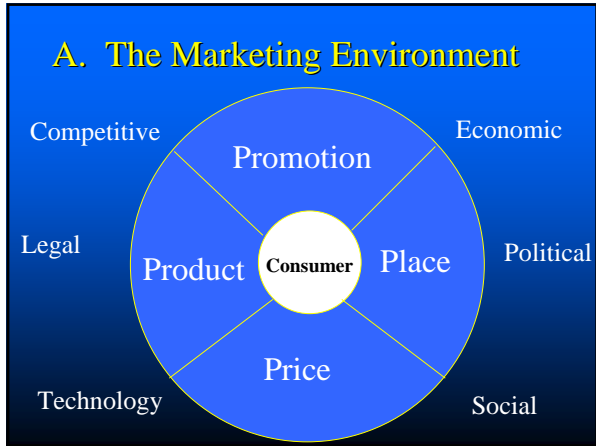 A. The Marketing Environment
Competitive
Economic
Promotion
Legal
Product
Consumer
Place
Political
Price
Technology
Social